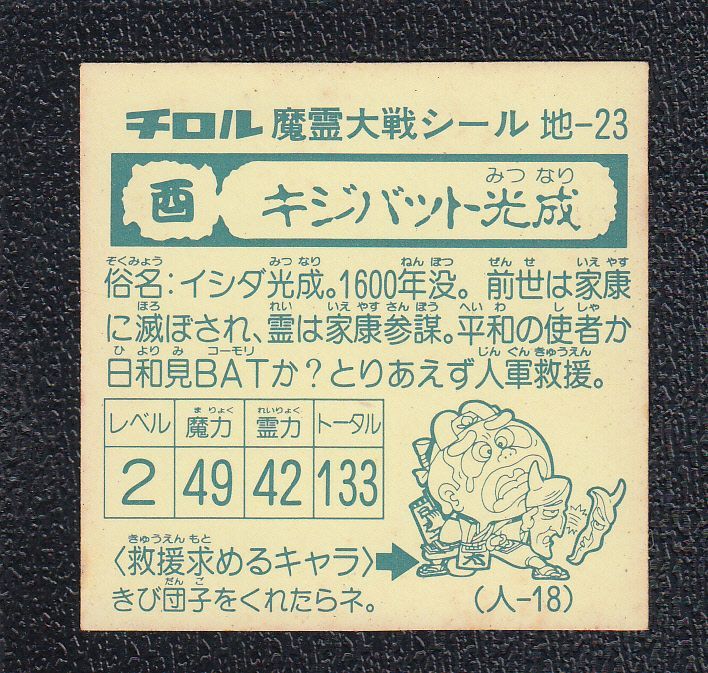 チロル 魔霊大戦シール 地-23
みつ なり
西 キジバット光成
ぞくみょう みつ なり ねん ぼつ ぜん せ いえ やす
俗名：イシダ光成。1600年没。前世は家康
ほろ れい いえ やす さん ぼう へい わ し しゃ
に滅ぼされ、霊は家康参謀。平和の使者か
ひ より み コーモリ じん ぐん きゅうえん
日和見BATか？とりあえず人軍救援。
レベル 魔力 霊力 トータル
ま りょく れいりょく
2 49 42 133
きゅうえん もと
〈救援求めるキャラ〉
だん ご
きび団子をくれたらネ。
(人-18)